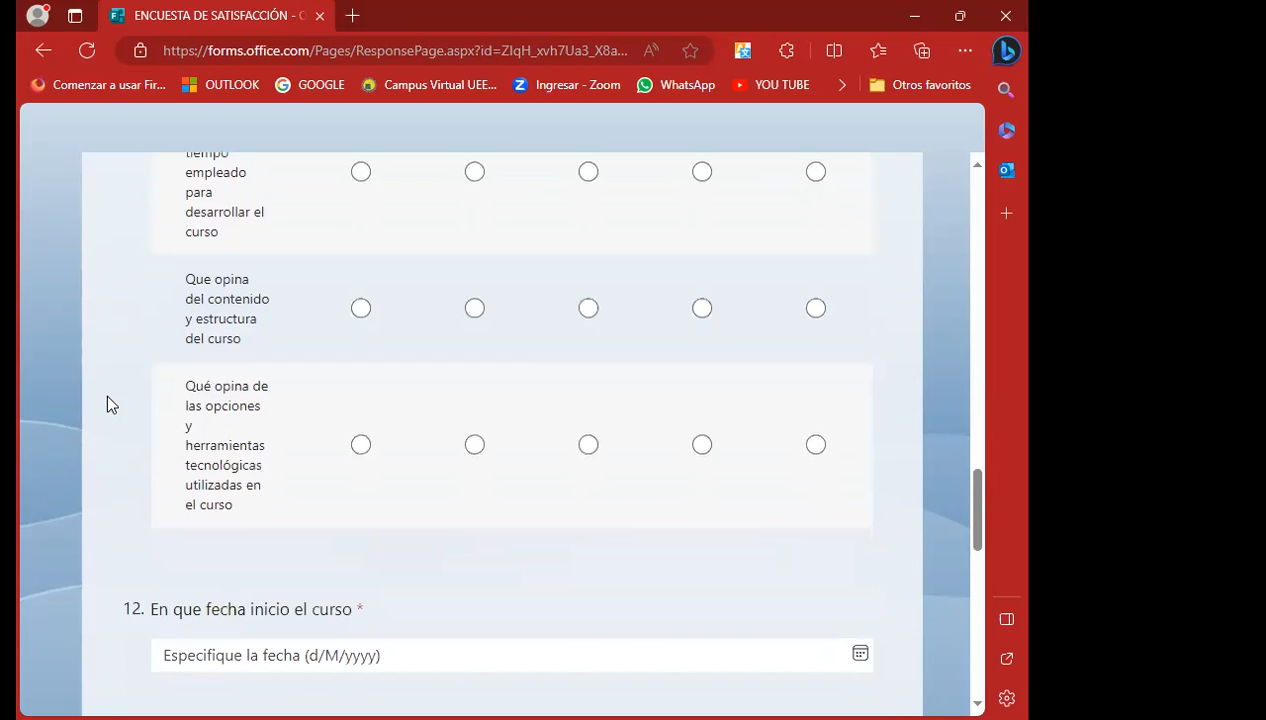 ENCUESTA DE SATISFACCIÓN - C
https://forms.office.com/Pages/ResponsePage.aspx?id=ZIqH_xvh7Ua3_X8a...
Comenzar a usar Fir...
OUTLOOK
GOOGLE
Campus Virtual UEE...
Ingresar - Zoom
WhatsApp
YOU TUBE
Otros favoritos
tiempo
empleado
para
desarrollar el
curso
Que opina
del contenido
y estructura
del curso
Qué opina de
las opciones
y
herramientas
tecnológicas
utilizadas en
el curso
12. En que fecha inicio el curso *
Especifique la fecha (d/M/yyyy)